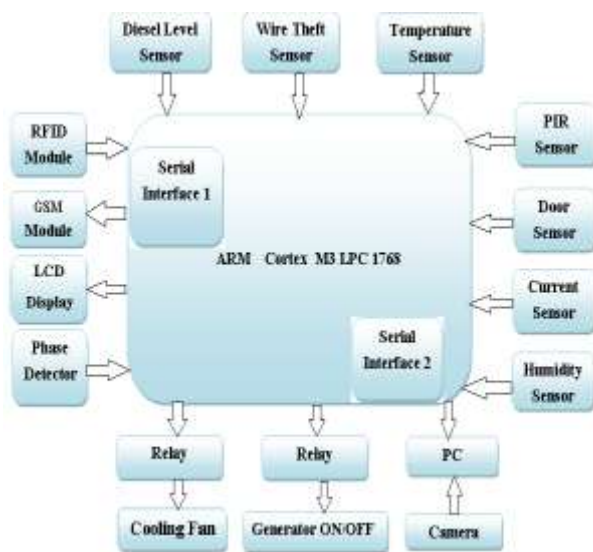 Diesel Level
Sensor
Wire Theft
Sensor
Temperature
Sensor
RFID
Module
GSM
Module
LCD
Display
Phase
Detector
Serial
Interface 1
ARM Cortex M3 LPC 1768
Serial
Interface 2
PIR
Sensor
Door
Sensor
Current
Sensor
Humidity
Sensor
Relay
Relay
PC
Cooling Fan
Generator ON/OFF
Camera